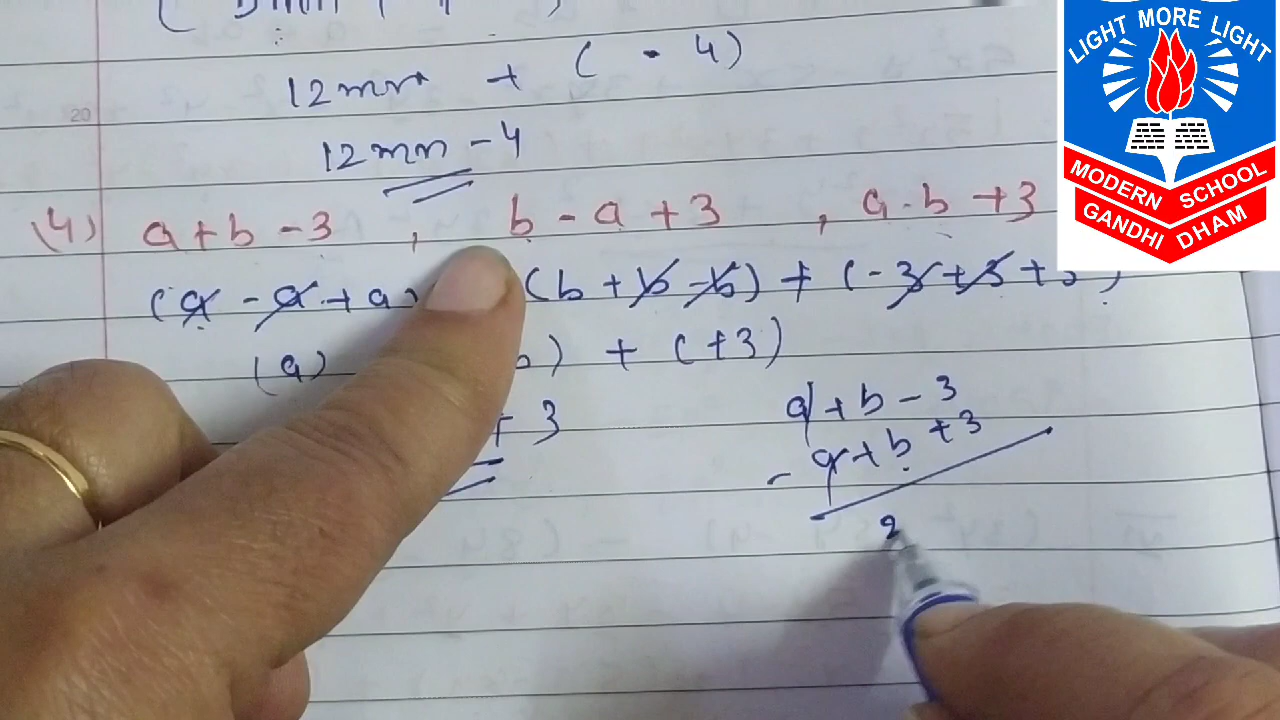 12mn + ( - 4)
12mn - 4
(4) a+b-3 , b-a+3 , a-b+3
(a - a + a) (b+b-b) + (-3+3+3)
(a) b) + (+3)
+ 3
a+b-3
-a+b+3
2
LIGHT MORE LIGHT
MODERN SCHOOL
GANDHI DHAM
20